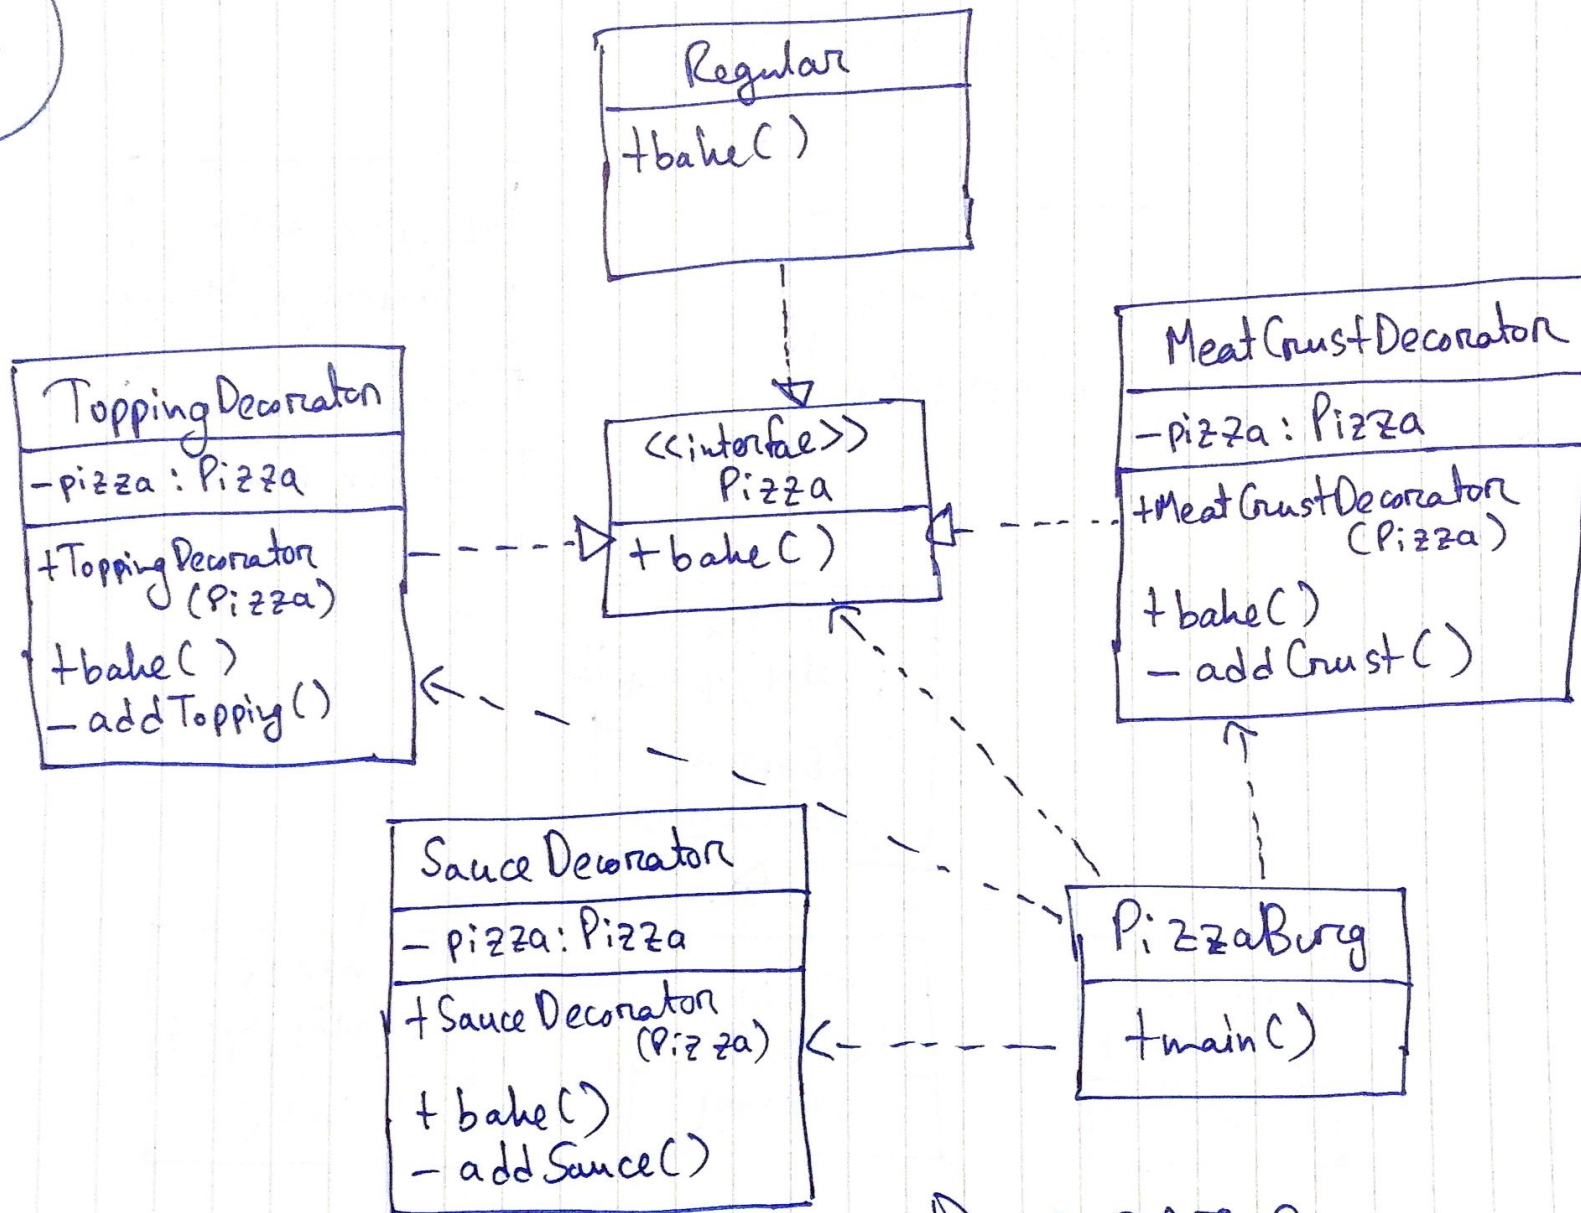 Regular
+bake()
ToppingDecorator
-pizza : Pizza
+ToppingDecorator
(Pizza)
+bake()
- addTopping()
<<interfae>>
Pizza
+ bake()
MeatCrustDecorator
-pizza : Pizza
+MeatCrustDecorator
(Pizza)
+bake()
- addCrust()
SauceDecorator
- pizza: Pizza
+SauceDecorator
(Pizza)
+ bake()
- addSauce()
PizzaBurg
+main()